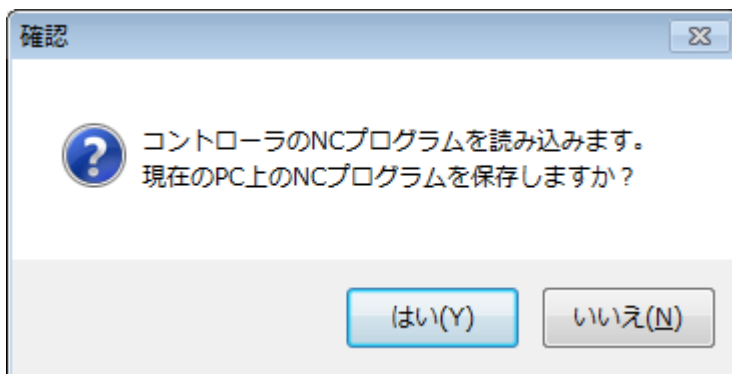 確認
コントローラのNCプログラムを読み込みます。
現在のPC上のNCプログラムを保存しますか？
はい(Y)
いいえ(N)